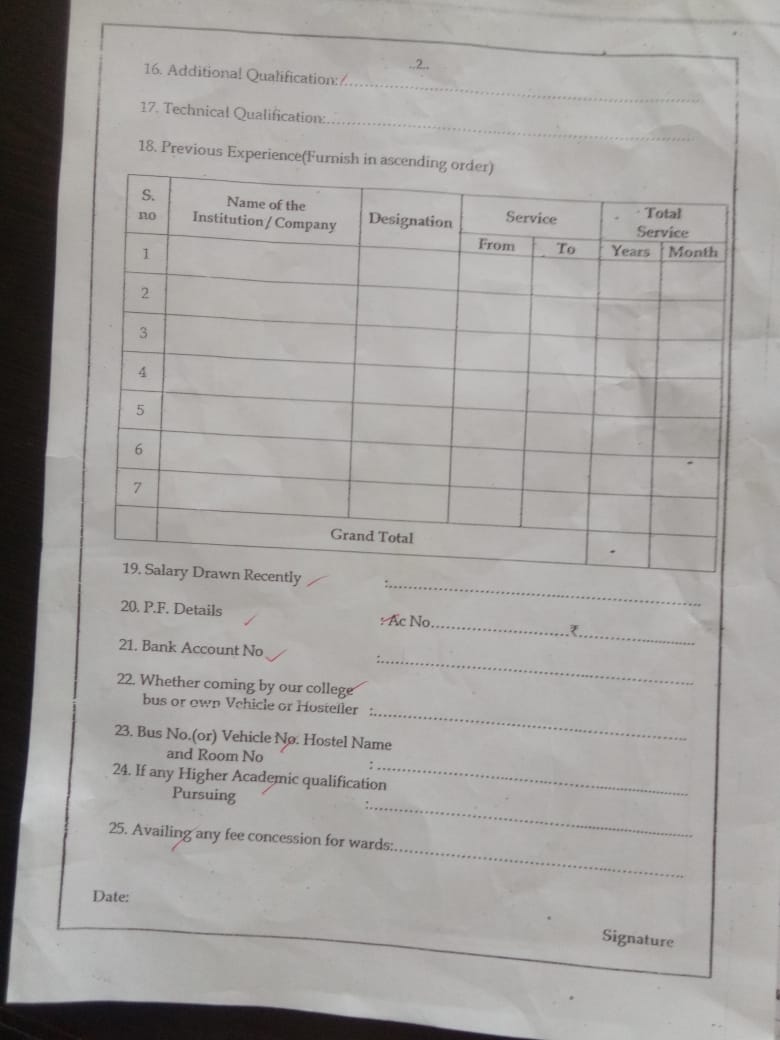 ..2..
16. Additional Qualification:................................
17. Technical Qualification:................................
18. Previous Experience(Furnish in ascending order)
S. no | Name of the Institution / Company | Designation | Service | Total Service
From | To | Years | Month
1
2
3
4
5
6
7
Grand Total
19. Salary Drawn Recently :................................
20. P.F. Details : Ac No........................₹....................
21. Bank Account No :................................
22. Whether coming by our college
bus or own Vehicle or Hosteller :................................
23. Bus No.(or) Vehicle No. Hostel Name
and Room No :................................
24. If any Higher Academic qualification
Pursuing :................................
25. Availing any fee concession for wards:................................
Date:
Signature